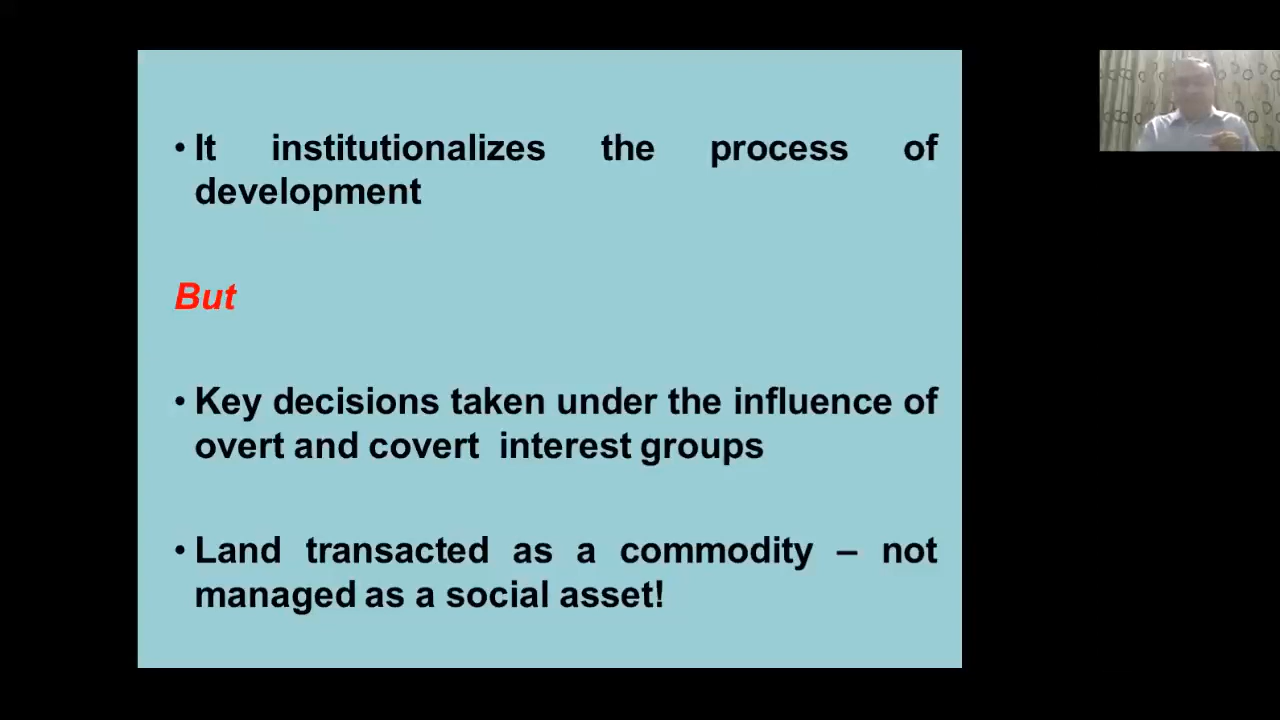 • It institutionalizes the process of
development
But
• Key decisions taken under the influence of
overt and covert interest groups
• Land transacted as a commodity – not
managed as a social asset!